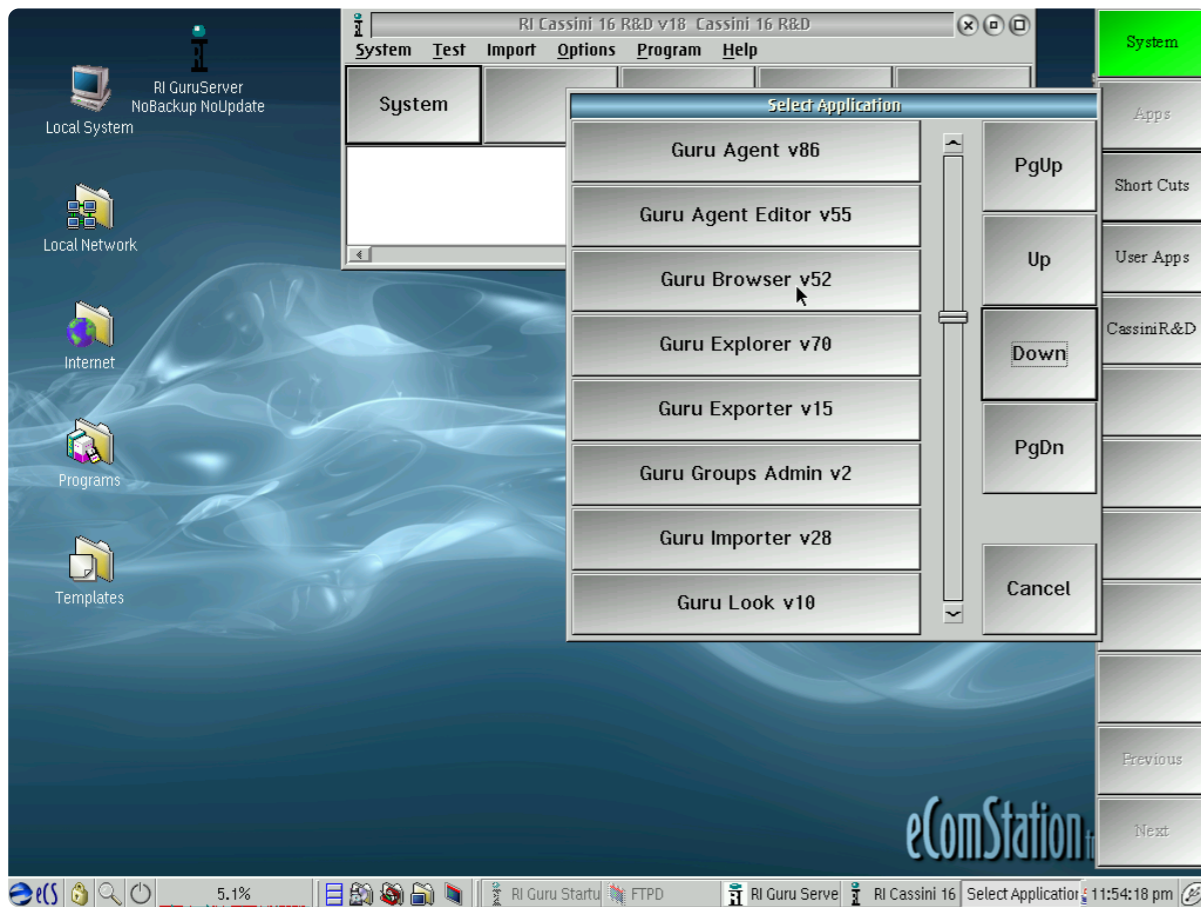 RI GuruServer
NoBackup NoUpdate
Local System
Local Network
Internet
Programs
Templates
RI Cassini 16 R&D v18 Cassini 16 R&D
System Test Import Options Program Help
System
Select Application
Guru Agent v86
Guru Agent Editor v55
Guru Browser v52
Guru Explorer v70
Guru Exporter v15
Guru Groups Admin v2
Guru Importer v28
Guru Look v10
PgUp
Up
Down
PgDn
Cancel
System
Apps
Short Cuts
User Apps
CassiniR&D
Previous
Next
eComStation
eCS
5.1%
RI Guru Startu
FTPD
RI Guru Serve
RI Cassini 16
Select Application
11:54:18 pm